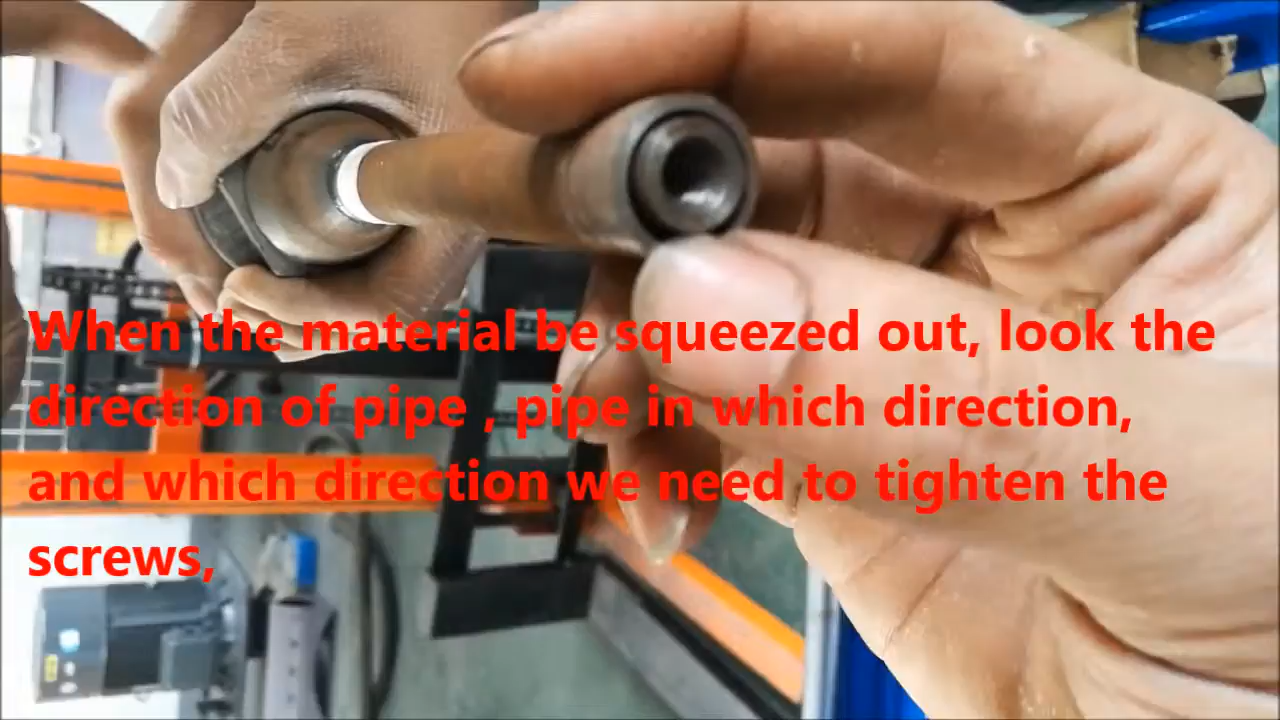 When the material be squeezed out, look the
direction of pipe , pipe in which direction,
and which direction we need to tighten the
screws,